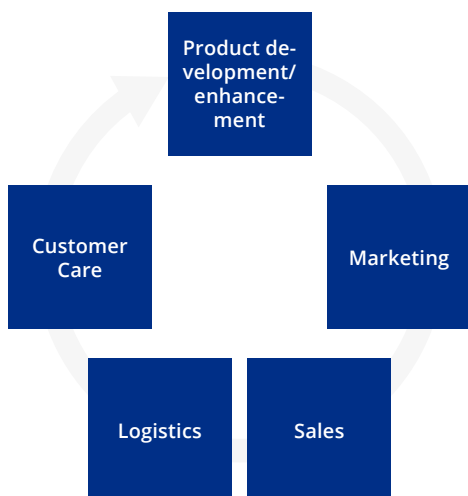 Product de-
velopment/
enhance-
ment
Marketing
Sales
Logistics
Customer
Care